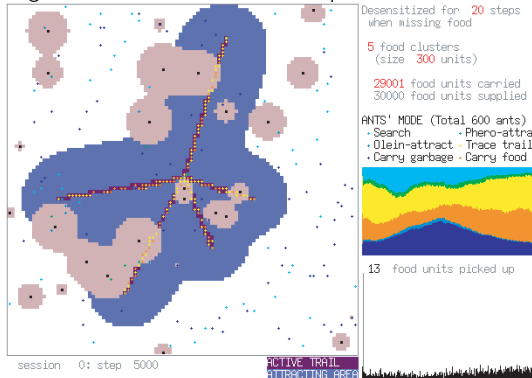 Desensitized for 20 steps
when missing food
5 food clusters
(size 300 units)
29001 food units carried
30000 food units supplied
ANTS' MODE (Total 600 ants)
Search Phero-attra
Olein-attract Trace trail
Carry garbage Carry food
13 food units picked up
session 0: step 5000
ACTIVE TRAIL
ATTRACTING AREA